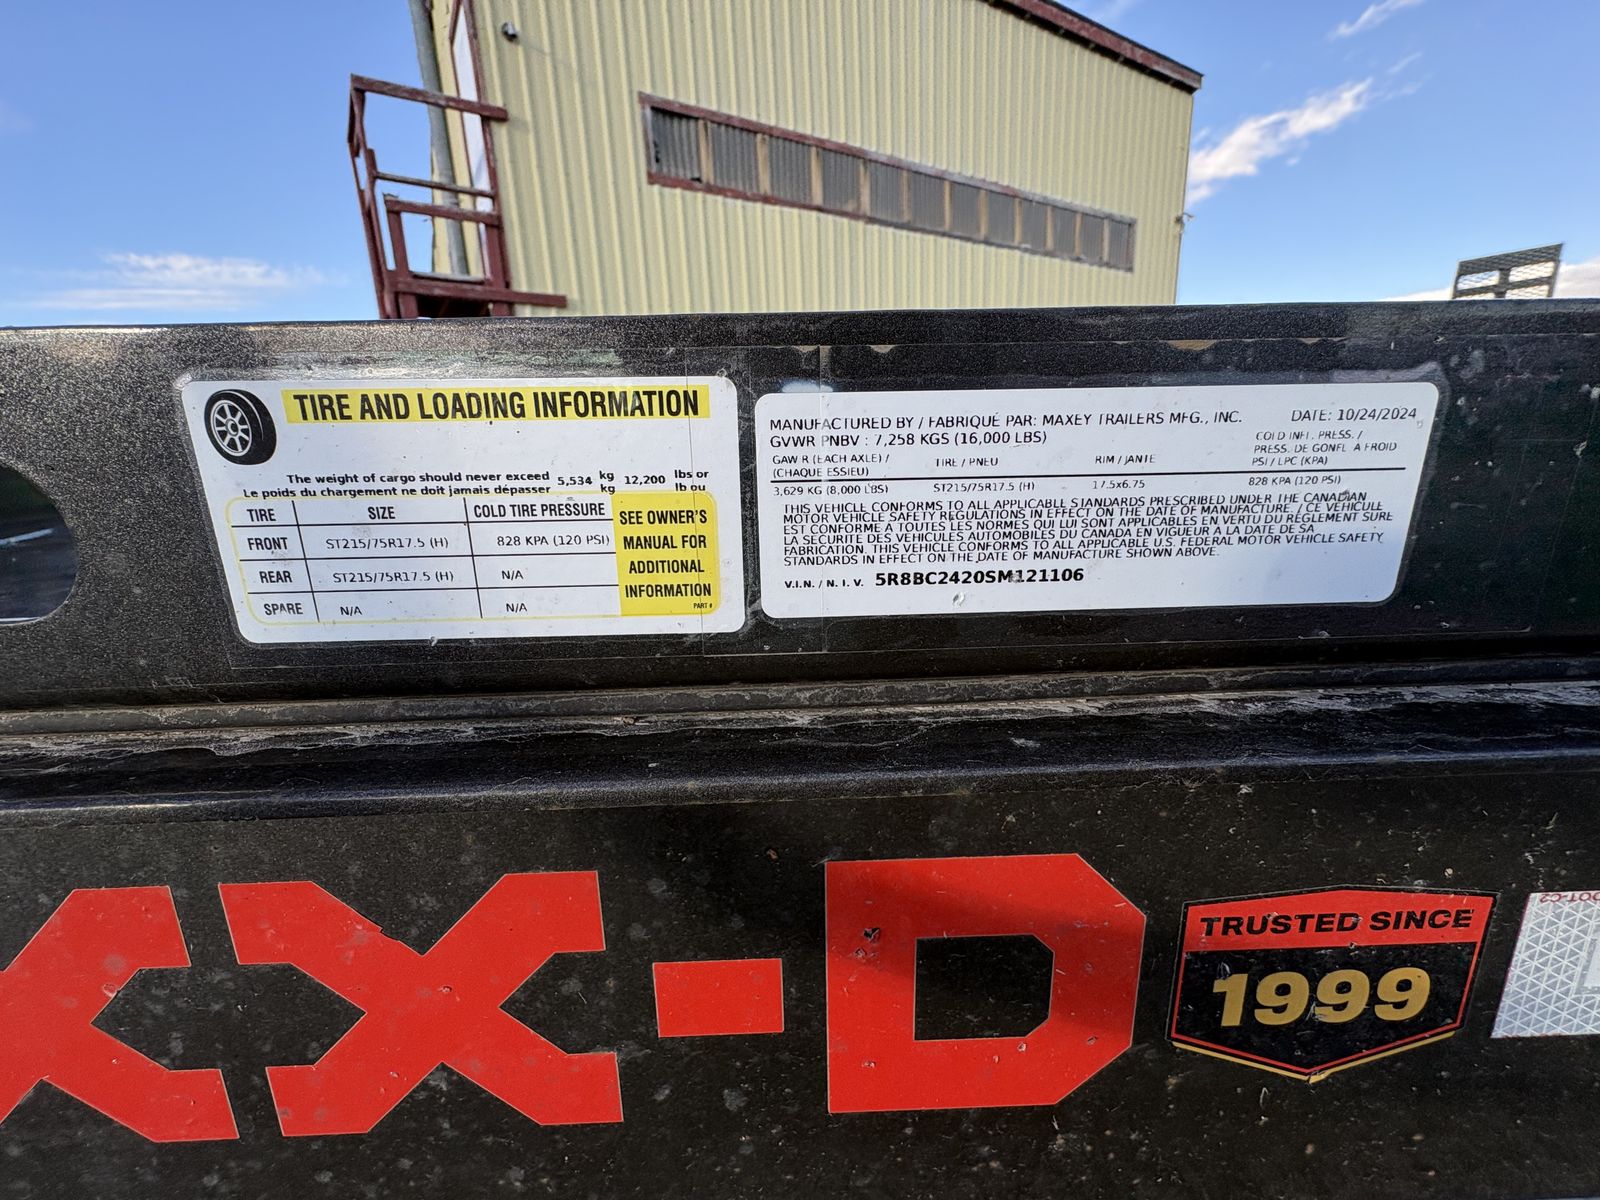 TIRE AND LOADING INFORMATION
The weight of cargo should never exceed 5,534 kg 12,200 lbs or
Le poids du chargement ne doit jamais dépasser kg lb ou
TIRE SIZE COLD TIRE PRESSURE
FRONT ST215/75R17.5 (H) 828 KPA (120 PSI)
REAR ST215/75R17.5 (H) N/A
SPARE N/A N/A
SEE OWNER'S
MANUAL FOR
ADDITIONAL
INFORMATION
PART #
MANUFACTURED BY / FABRIQUÉ PAR: MAXEY TRAILERS MFG., INC. DATE: 10/24/2024
GVWR PNBV : 7,258 KGS (16,000 LBS)
GAWR (EACH AXLE) / (CHAQUE ESSIEU) TIRE / PNEU RIM / JANTE COLD INFL. PRESS. / PRESS. DE GONFL. A FROID PSI / LPC (KPA)
3,629 KG (8,000 LBS) ST215/75R17.5 (H) 17.5x6.75 828 KPA (120 PSI)
THIS VEHICLE CONFORMS TO ALL APPLICABLE STANDARDS PRESCRIBED UNDER THE CANADIAN
MOTOR VEHICLE SAFETY REGULATIONS IN EFFECT ON THE DATE OF MANUFACTURE. / CE VEHICULE
EST CONFORME A TOUTES LES NORMES QUI LUI SONT APPLICABLES EN VERTU DU RÉGLEMENT SURE
LA SECURITE DES VEHICULES AUTOMOBILES DU CANADA EN VIGUEUR A LA DATE DE SA
FABRICATION. THIS VEHICLE CONFORMS TO ALL APPLICABLE U.S. FEDERAL MOTOR VEHICLE SAFETY
STANDARDS IN EFFECT ON THE DATE OF MANUFACTURE SHOWN ABOVE.
V.I.N. / N. I. V. 5R8BC2420SM121106
XX-D
TRUSTED SINCE
1999
DOT-C2